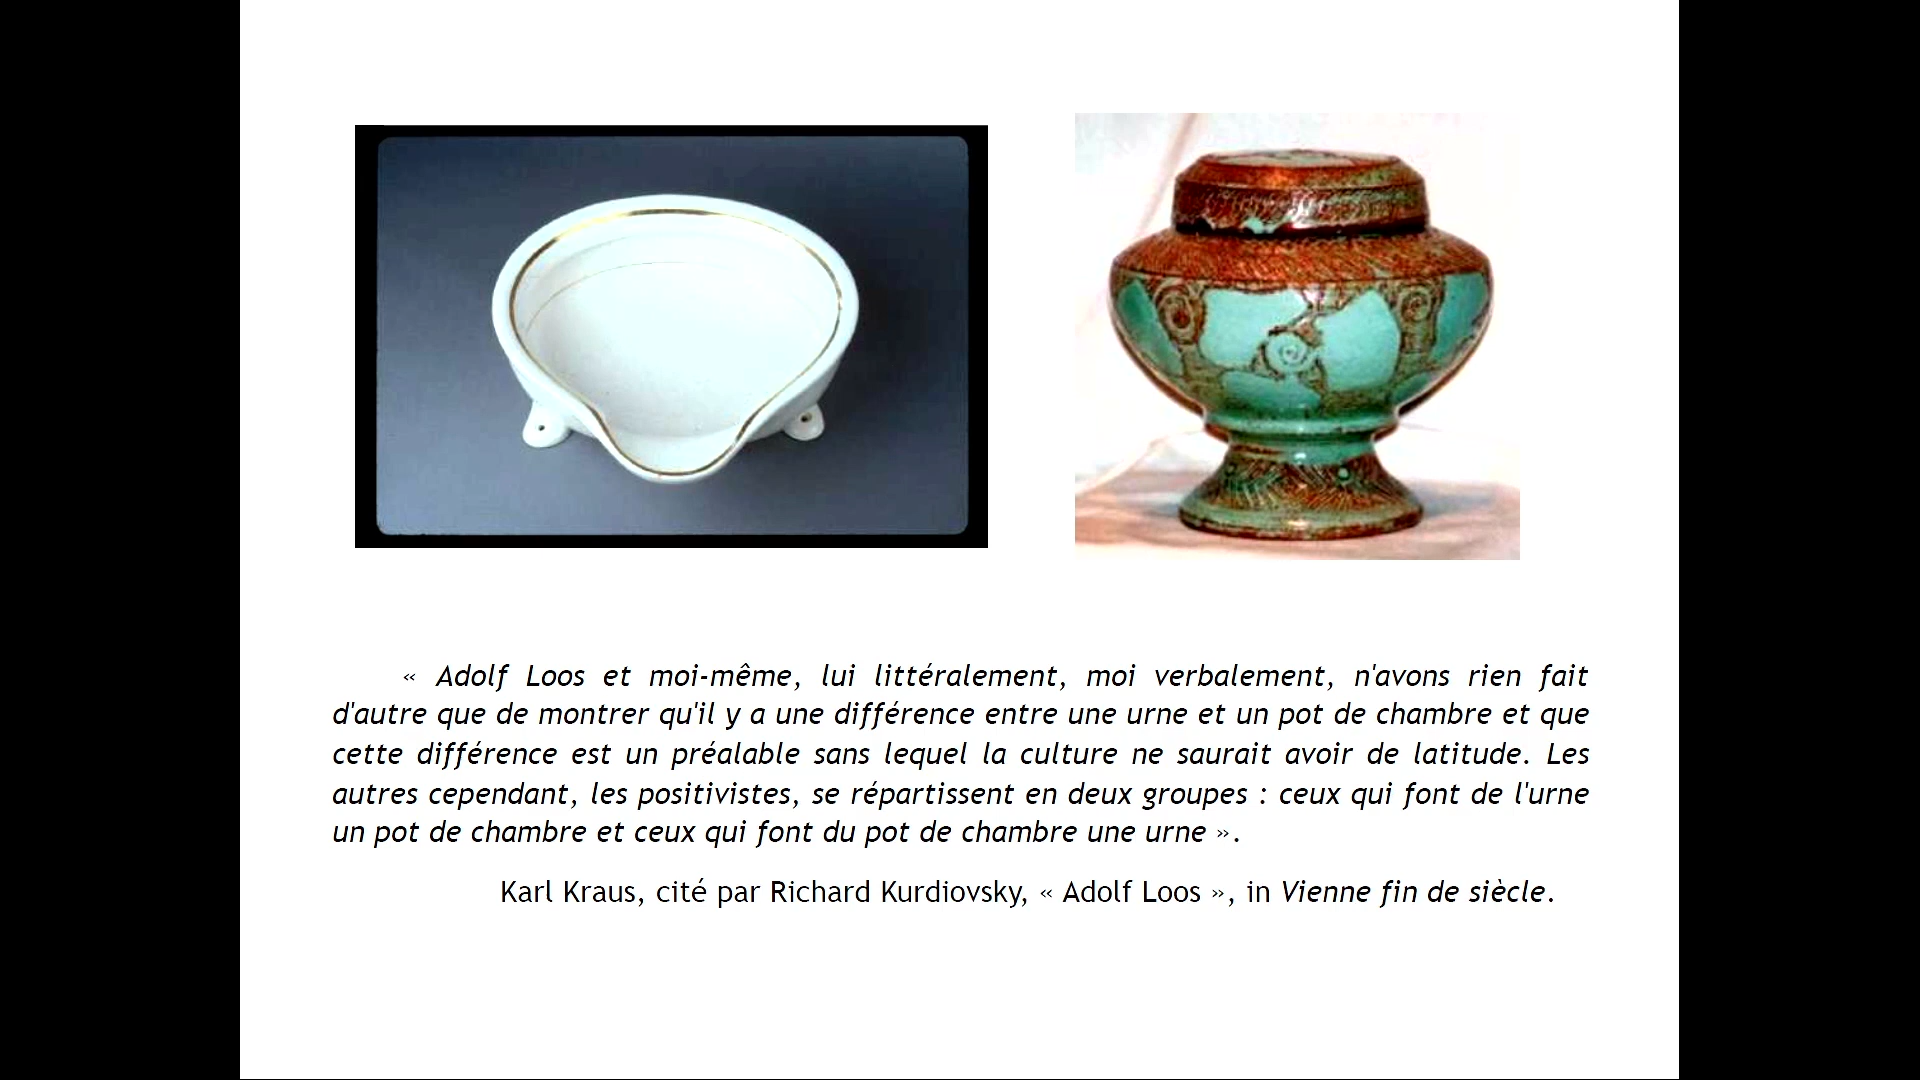 « Adolf Loos et moi-même, lui littéralement, moi verbalement, n'avons rien fait
d'autre que de montrer qu'il y a une différence entre une urne et un pot de chambre et que
cette différence est un préalable sans lequel la culture ne saurait avoir de latitude. Les
autres cependant, les positivistes, se répartissent en deux groupes : ceux qui font de l'urne
un pot de chambre et ceux qui font du pot de chambre une urne ».
Karl Kraus, cité par Richard Kurdiovsky, « Adolf Loos », in Vienne fin de siècle.